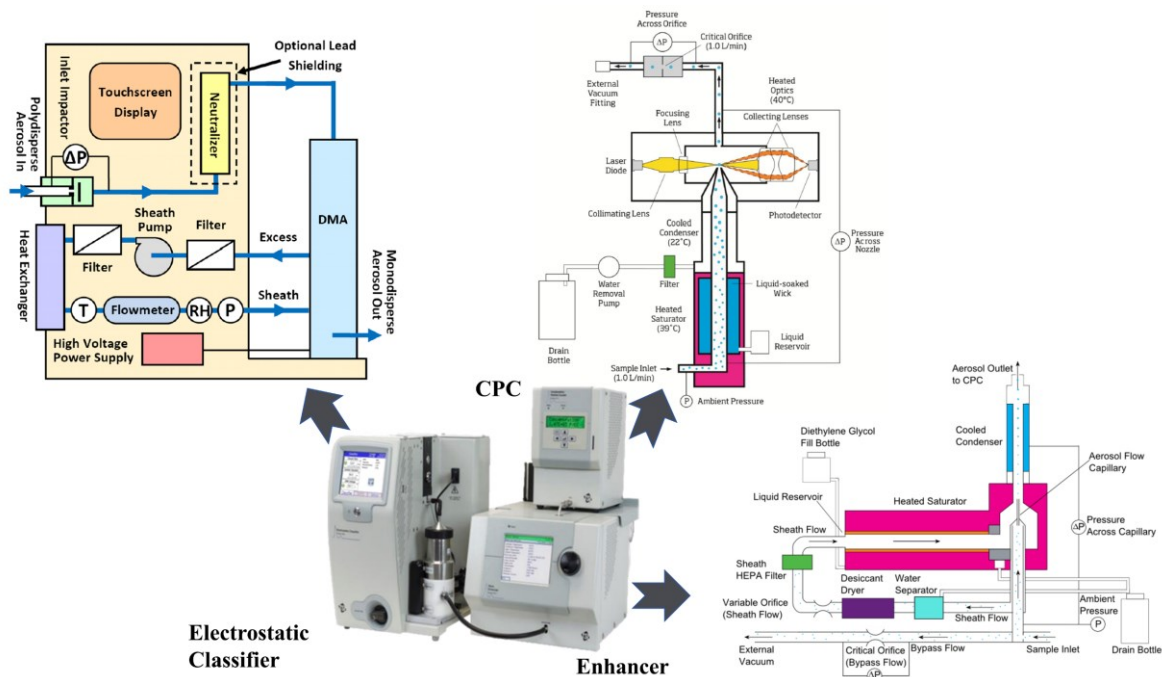 Optional Lead
Shielding
Inlet Impactor
Touchscreen
Display
Neutralizer
Polydisperse
Aerosol In
ΔP
DMA
Sheath
Pump
Filter
Excess
Heat Exchanger
Filter
Monodisperse
Aerosol Out
Sheath
T
Flowmeter
RH
P
High Voltage
Power Supply
Pressure
Across Orifice
ΔP
Critical Orifice
(1.0 L/min)
External
Vacuum
Fitting
Heated
Optics
(40°C)
Focusing
Lens
Collecting Lenses
Laser
Diode
Collimating Lens
Photodetector
Cooled
Condenser
(22°C)
ΔP
Pressure
Across
Nozzle
Water
Removal
Pump
Filter
Liquid-soaked
Wick
Heated
Saturator
(39°C)
Drain
Bottle
Liquid
Reservoir
Sample Inlet
(1.0 L/min)
P
Ambient Pressure
CPC
Electrostatic
Classifier
Enhancer
Aerosol Outlet
to CPC
Diethylene Glycol
Fill Bottle
Cooled
Condenser
Aerosol Flow
Capillary
Liquid Reservoir
Heated Saturator
Sheath Flow
ΔP
Pressure
Across Capillary
Sheath
HEPA Filter
Desiccant
Dryer
Water
Separator
Ambient
Pressure
P
Variable Orifice
(Sheath Flow)
Sheath Flow
External
Vacuum
Critical Orifice
(Bypass Flow)
ΔP
Bypass Flow
Sample Inlet
Drain Bottle